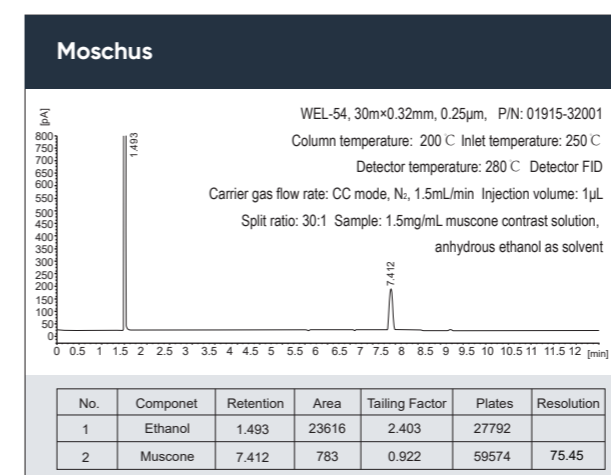 Moschus
[pA]
WEL-54, 30m×0.32mm, 0.25μm, P/N: 01915-32001
Column temperature: 200℃ Inlet temperature: 250℃
Detector temperature: 280℃ Detector FID
Carrier gas flow rate: CC mode, N₂, 1.5mL/min Injection volume: 1μL
Split ratio: 30:1 Sample: 1.5mg/mL muscone contrast solution,
anhydrous ethanol as solvent
800
750
700
650
600
550
500
450
400
350
300
250
200
150
100
50
0
1.493
7.412
0 0.5 1 1.5 2 2.5 3 3.5 4 4.5 5 5.5 6 6.5 7 7.5 8 8.5 9 9.5 10 10.5 11 11.5 12 [min]
No. Componet Retention Area Tailing Factor Plates Resolution
1 Ethanol 1.493 23616 2.403 27792
2 Muscone 7.412 783 0.922 59574 75.45